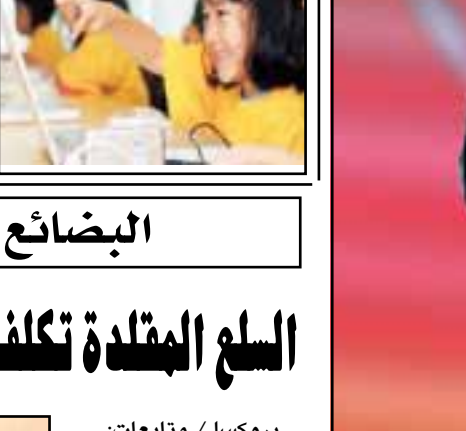 البضائع
السلع المقلدة تكلف
بروكسل/ متابعات: